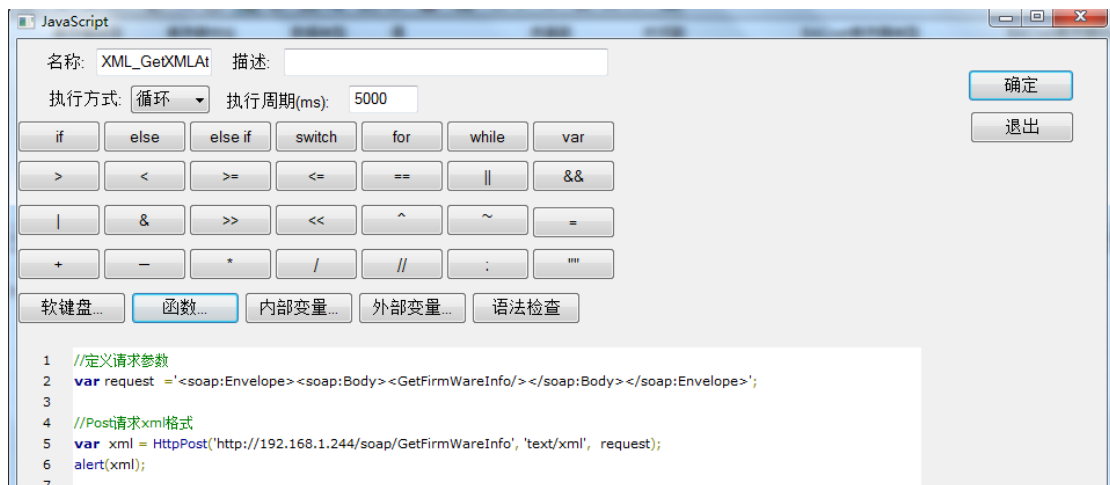 JavaScript
名称: XML_GetXMLAt 描述:
执行方式: 循环 执行周期(ms): 5000
确定
退出
if else else if switch for while var
> < >= <= == || &&
| & >> << ^ ~ =
+ — * / // : ""
软键盘... 函数... 内部变量... 外部变量... 语法检查
1 //定义请求参数
2 var request ='<soap:Envelope><soap:Body><GetFirmWareInfo/></soap:Body></soap:Envelope>';
3
4 //Post请求xml格式
5 var xml = HttpPost('http://192.168.1.244/soap/GetFirmWareInfo', 'text/xml', request);
6 alert(xml);
7